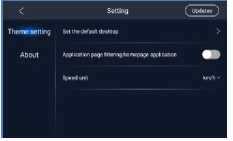 Setting
Updates
Theme setting
Set the default desktop
About
Application page filtering homepage application
Speed unit
km/h